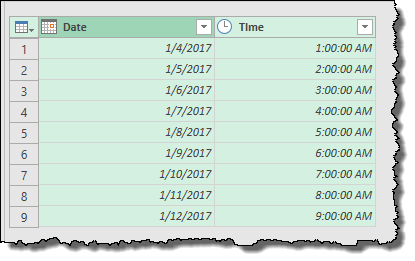 Date TIme
1 1/4/2017 1:00:00 AM
2 1/5/2017 2:00:00 AM
3 1/6/2017 3:00:00 AM
4 1/7/2017 4:00:00 AM
5 1/8/2017 5:00:00 AM
6 1/9/2017 6:00:00 AM
7 1/10/2017 7:00:00 AM
8 1/11/2017 8:00:00 AM
9 1/12/2017 9:00:00 AM